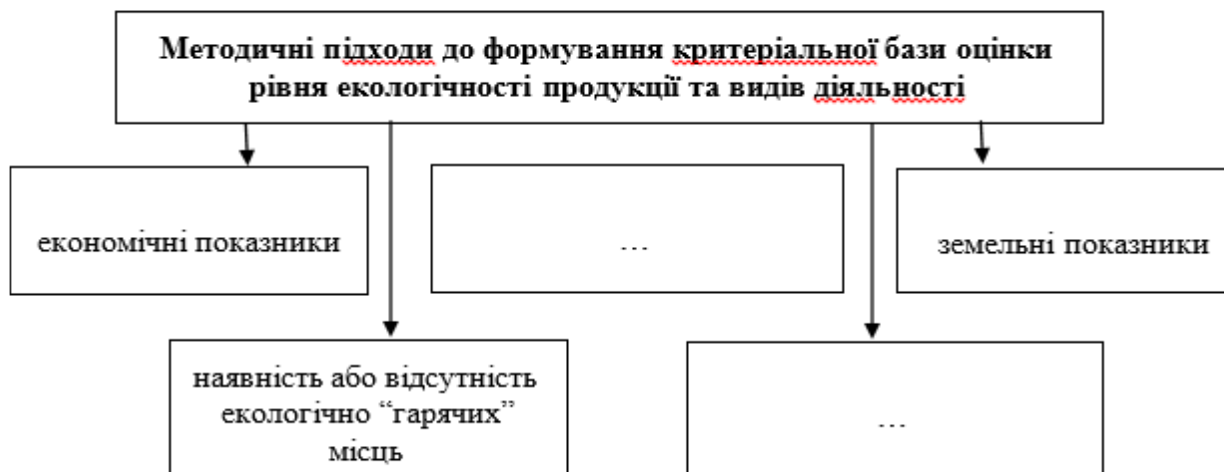 Методичні підходи до формування критеріальної бази оцінки
рівня екологічності продукції та видів діяльності
економічні показники
…
земельні показники
наявність або відсутність
екологічно “гарячих”
місць
…